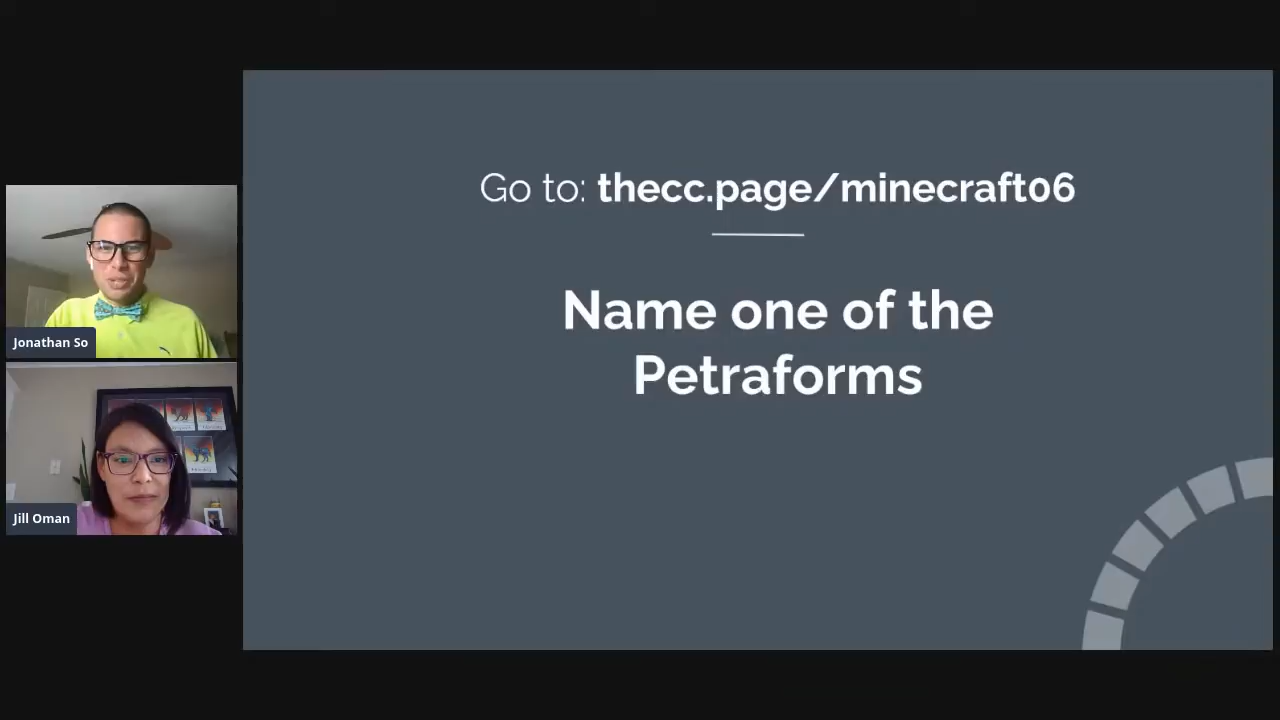 Go to: thecc.page/minecraft06
Name one of the
Petraforms
Jonathan So
Jill Oman